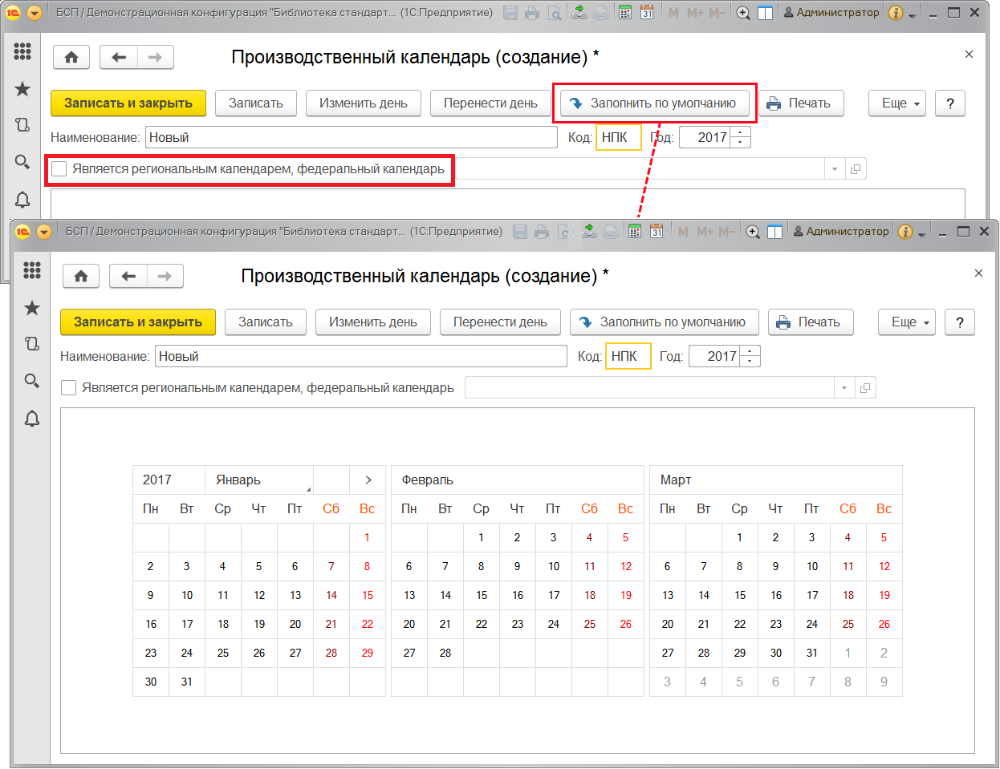 БСП / Демонстрационная конфигурация "Библиотека стандарт... (1С:Предприятие) 31 M M+ M- Администратор
Производственный календарь (создание) *
Записать и закрыть Записать Изменить день Перенести день Заполнить по умолчанию Печать Еще ?
Наименование: Новый Код: НПК Год: 2017
Является региональным календарем, федеральный календарь
БСП / Демонстрационная конфигурация "Библиотека стандарт... (1С:Предприятие) 31 M M+ M- Администратор
Производственный календарь (создание) *
Записать и закрыть Записать Изменить день Перенести день Заполнить по умолчанию Печать Еще ?
Наименование: Новый Код: НПК Год: 2017
Является региональным календарем, федеральный календарь
2017 Январь > Февраль Март
Пн Вт Ср Чт Пт Сб Вс Пн Вт Ср Чт Пт Сб Вс Пн Вт Ср Чт Пт Сб Вс
1 1 2 3 4 5 1 2 3 4 5
2 3 4 5 6 7 8 6 7 8 9 10 11 12 6 7 8 9 10 11 12
9 10 11 12 13 14 15 13 14 15 16 17 18 19 13 14 15 16 17 18 19
16 17 18 19 20 21 22 20 21 22 23 24 25 26 20 21 22 23 24 25 26
23 24 25 26 27 28 29 27 28 27 28 29 30 31 1 2
30 31 3 4 5 6 7 8 9